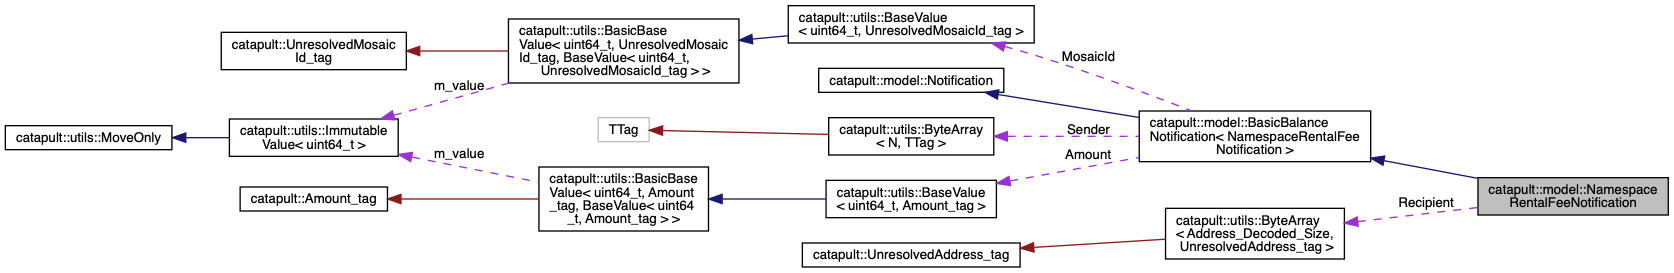 catapult::utils::BaseValue
< uint64_t, UnresolvedMosaicId_tag >
catapult::utils::BasicBase
Value< uint64_t, UnresolvedMosaic
Id_tag, BaseValue< uint64_t,
UnresolvedMosaicId_tag > >
catapult::UnresolvedMosaic
Id_tag
MosaicId
catapult::model::Notification
m_value
catapult::utils::MoveOnly
catapult::utils::Immutable
Value< uint64_t >
TTag
catapult::utils::ByteArray
< N, TTag >
Sender
catapult::model::BasicBalance
Notification< NamespaceRentalFee
Notification >
Amount
m_value
catapult::Amount_tag
catapult::utils::BasicBase
Value< uint64_t, Amount
_tag, BaseValue< uint64
_t, Amount_tag > >
catapult::utils::BaseValue
< uint64_t, Amount_tag >
catapult::model::Namespace
RentalFeeNotification
Recipient
catapult::utils::ByteArray
< Address_Decoded_Size,
UnresolvedAddress_tag >
catapult::UnresolvedAddress_tag